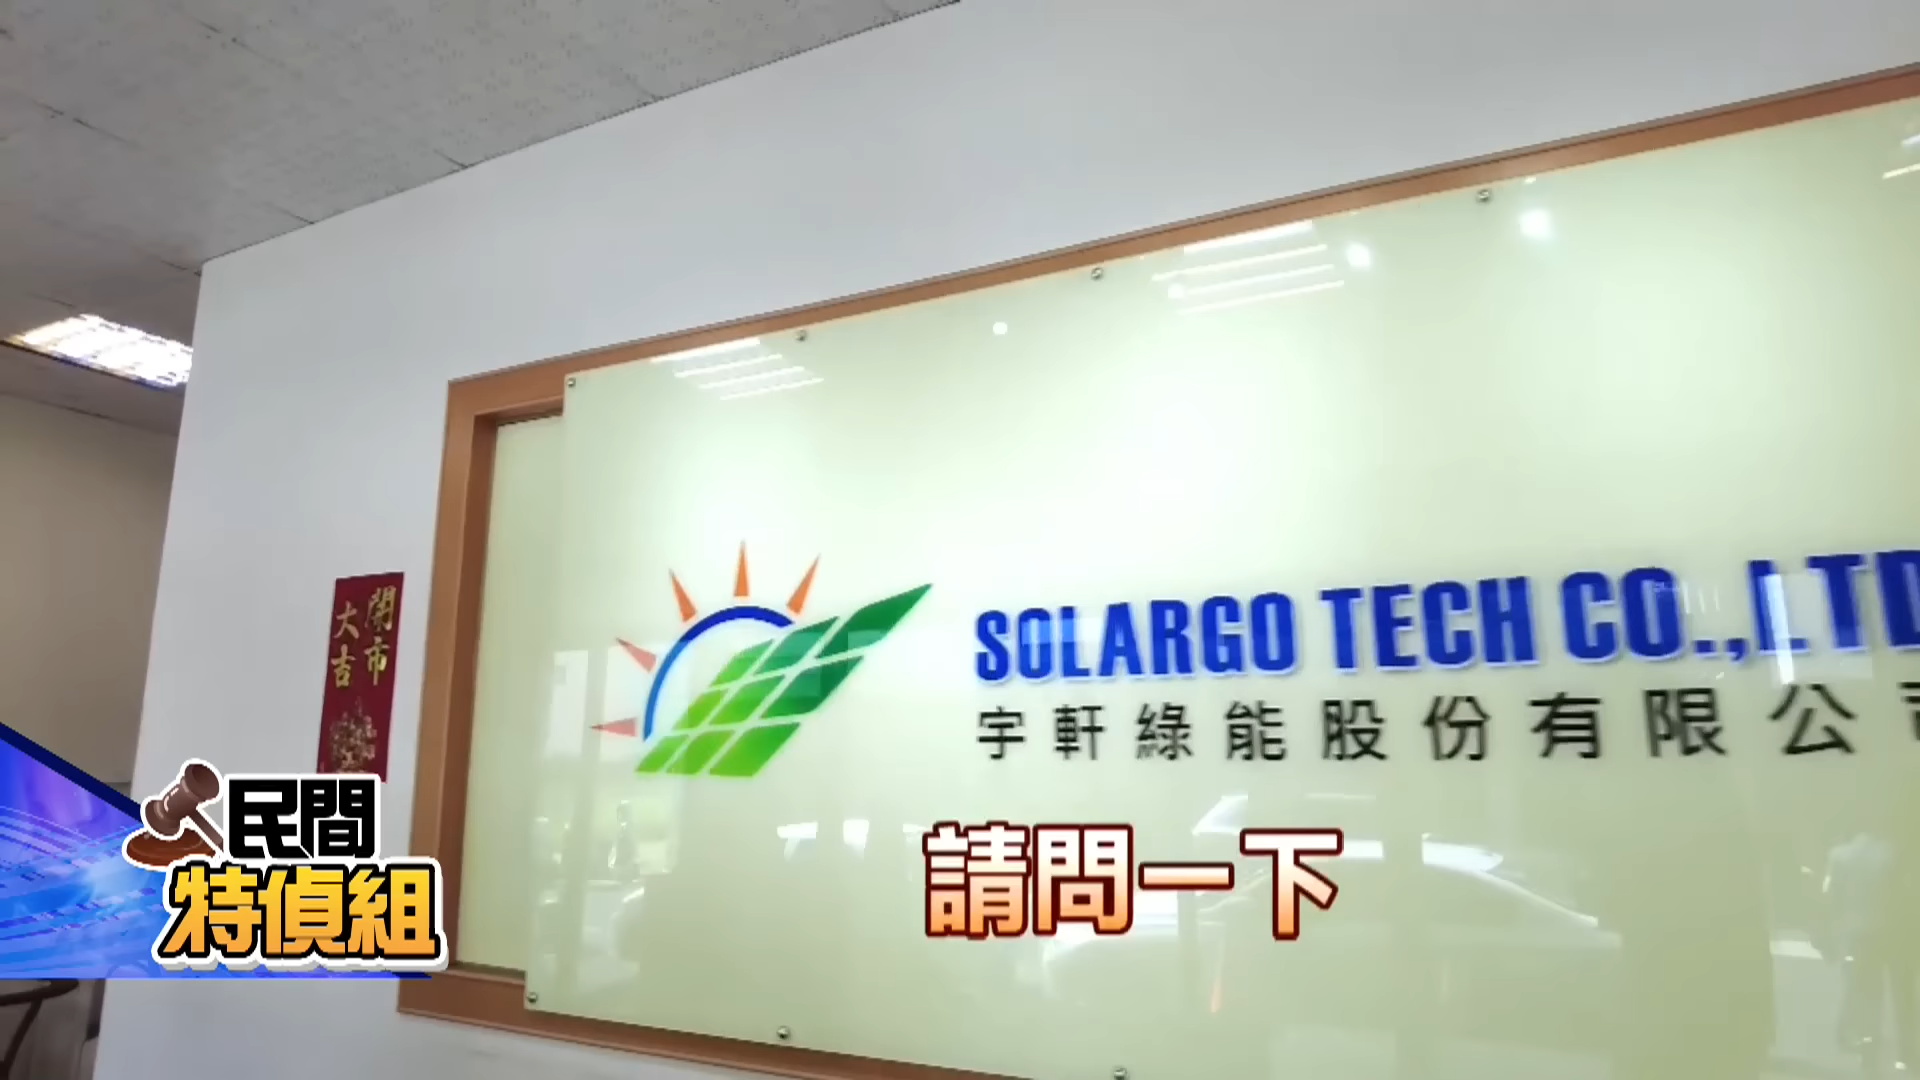 SOLARGO TECH CO.,LTD
宇軒綠能股份有限公司
開市
大吉
請問一下
民間
特偵組